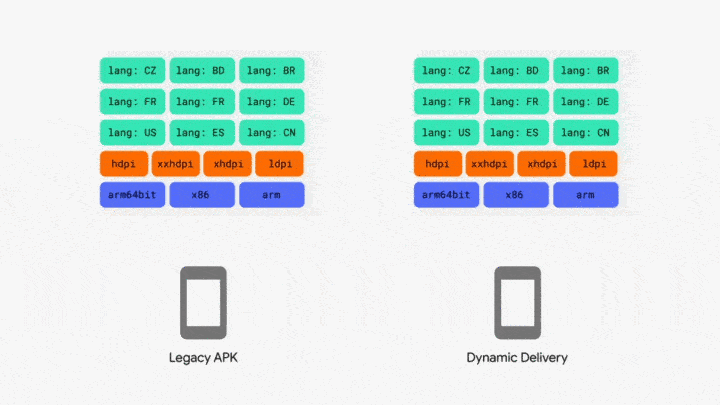 lang: CZ lang: BD lang: BR
lang: FR lang: FR lang: DE
lang: US lang: ES lang: CN
hdpi xxhdpi xhdpi ldpi
arm64bit x86 arm
Legacy APK
lang: CZ lang: BD lang: BR
lang: FR lang: FR lang: DE
lang: US lang: ES lang: CN
hdpi xxhdpi xhdpi ldpi
arm64bit x86 arm
Dynamic Delivery